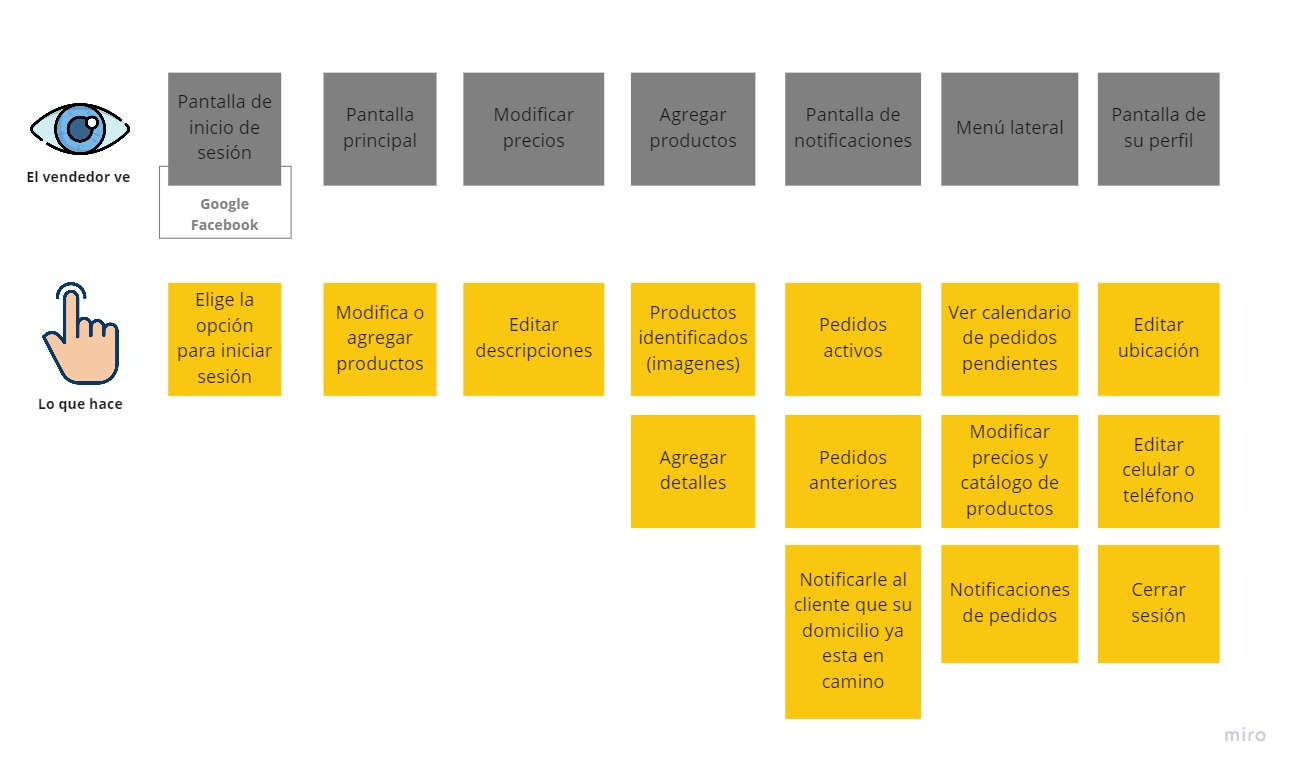 Pantalla de
inicio de
sesión
Pantalla
principal
Modificar
precios
Agregar
productos
Pantalla de
notificaciones
Menú lateral
Pantalla de
su perfil
El vendedor ve
Google
Facebook
Elige la
opción
para iniciar
sesión
Modifica o
agregar
productos
Editar
descripciones
Productos
identificados
(imagenes)
Pedidos
activos
Ver calendario
de pedidos
pendientes
Editar
ubicación
Lo que hace
Agregar
detalles
Pedidos
anteriores
Modificar
precios y
catálogo de
productos
Editar
celular o
teléfono
Notificarle al
cliente que su
domicilio ya
esta en
camino
Notificaciones
de pedidos
Cerrar
sesión
miro